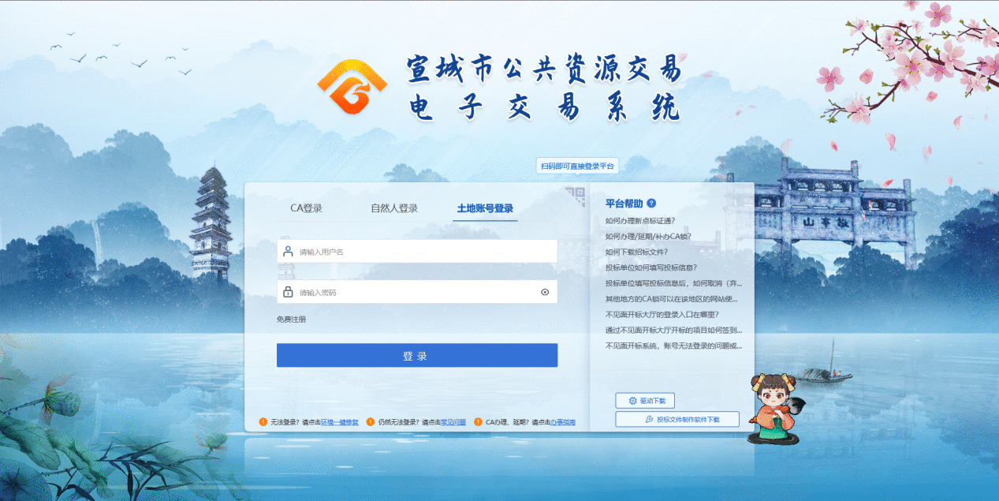 宣城市公共资源交易
电子交易系统
扫码即可直接登录平台
CA登录
自然人登录
土地账号登录
请输入用户名
请输入密码
免费注册
登 录
无法登录？请点击环境一键修复
仍然无法登录？请点击常见问题
CA办理、延期？请点击办事指南
平台帮助
如何办理新点标证通？
如何办理/延期/补办CA锁？
如何下载招标文件？
投标单位如何填写投标信息？
投标单位填写投标信息后，如何取消（弃...
其他地方的CA锁可以在该地区的网站使...
不见面开标大厅的登录入口在哪里？
通过不见面开标大厅开标的项目如何签到...
不见面开标系统，账号无法登录的问题或...
驱动下载
投标文件制作软件下载